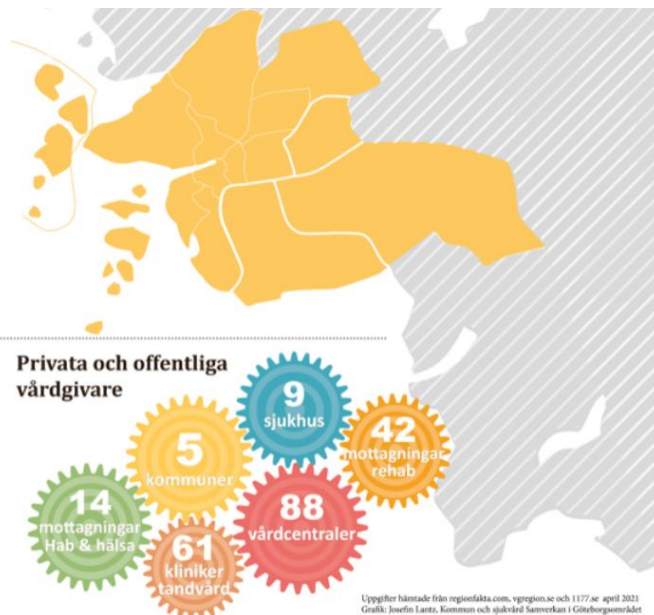 Privata och offentliga
vårdgivare
9
sjukhus
42
mottagningar
rehab
5
kommuner
14
mottagningar
Hab & hälsa
88
vårdcentraler
61
kliniker
tandvård
Uppgifter hämtade från regionfakta.com, vgregion.se och 1177.se april 2021
Grafik: Josefin Lantz, Kommun och sjukvård Samverkan i Göteborgsområdet